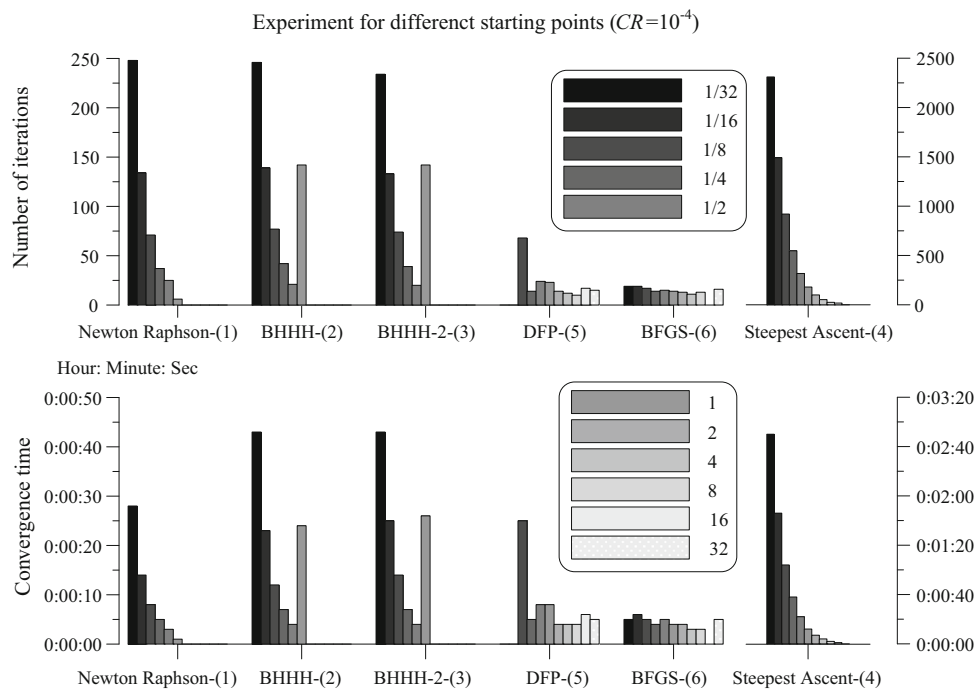 Experiment for differenct starting points (CR=10-4)
Number of iterations
250
200
150
100
50
0
1/32
1/16
1/8
1/4
1/2
2500
2000
1500
1000
500
0
Newton Raphson-(1)
BHHH-(2)
BHHH-2-(3)
DFP-(5)
BFGS-(6)
Steepest Ascent-(4)
Hour: Minute: Sec
Convergence time
0:00:50
0:00:40
0:00:30
0:00:20
0:00:10
0:00:00
1
2
4
8
16
32
0:03:20
0:02:40
0:02:00
0:01:20
0:00:40
0:00:00
Newton Raphson-(1)
BHHH-(2)
BHHH-2-(3)
DFP-(5)
BFGS-(6)
Steepest Ascent-(4)